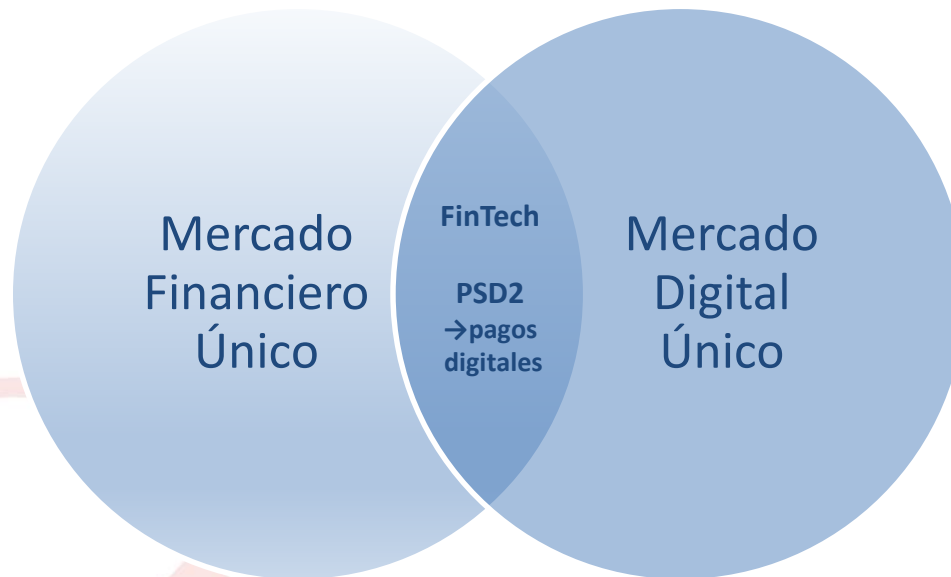 Mercado
Financiero
Único
FinTech
PSD2
→pagos
digitales
Mercado
Digital
Único